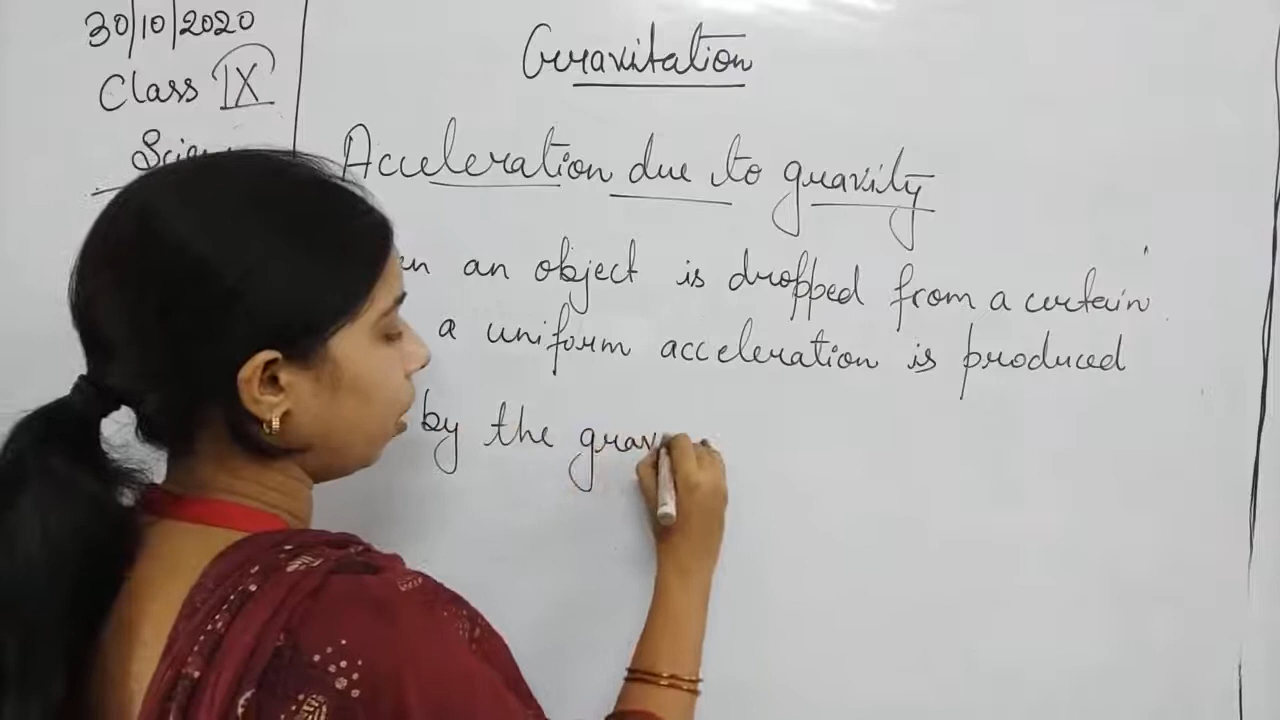 30/10/2020
Class IX
Gravitation
Acceleration due to gravity
an object is dropped from a certain
a uniform acceleration is produced
by the grav